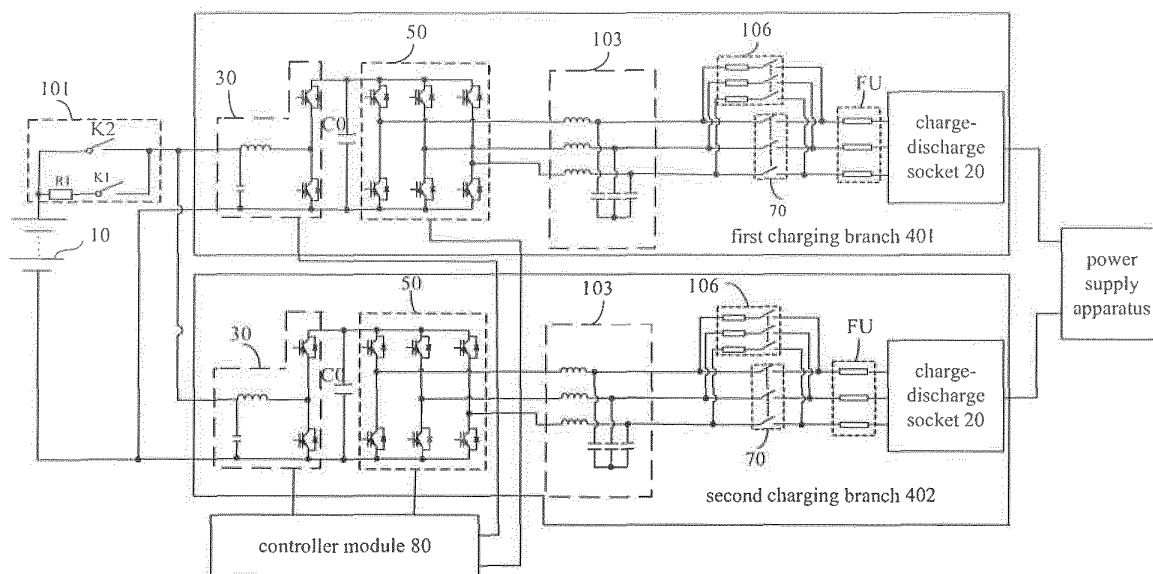 50
103
106
101
30
FU
K2
C0
charge-
discharge
socket 20
R1
K1
70
10
first charging branch 401
power
supply
apparatus
50
103
106
30
FU
C0
charge-
discharge
socket 20
70
second charging branch 402
controller module 80